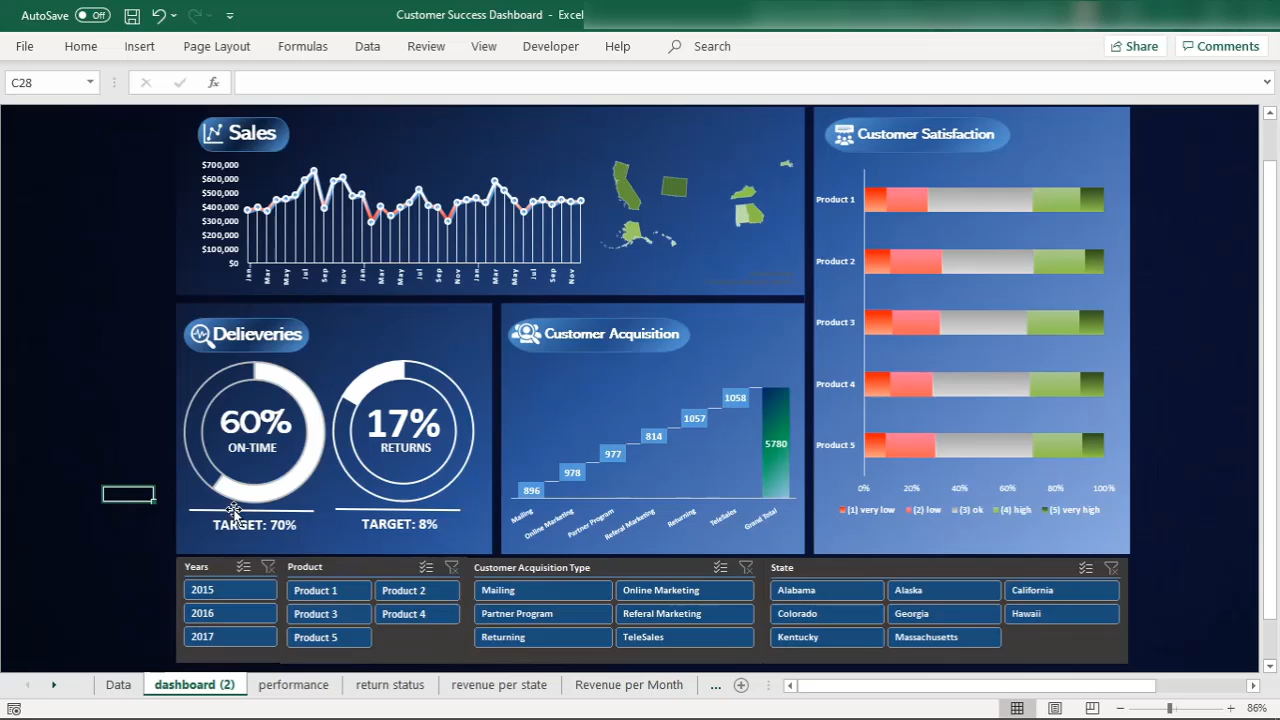 AutoSave Off
Customer Success Dashboard - Excel
File Home Insert Page Layout Formulas Data Review View Developer Help Search Share Comments
C28
fx
Sales
$700,000
$600,000
$500,000
$400,000
$300,000
$200,000
$100,000
$0
Jan Mar May Jul Sep Nov Jan Mar May Jul Sep Nov Jan Mar May Jul Sep Nov
Customer Satisfaction
Product 1
Product 2
Product 3
Product 4
Product 5
0% 20% 40% 60% 80% 100%
(1) very low (2) low (3) ok (4) high (5) very high
Delieveries
60%
ON-TIME
TARGET: 70%
17%
RETURNS
TARGET: 8%
Customer Acquisition
896
978
977
814
1057
1058
5780
Mailing
Online Marketing
Partner Program
Referal Marketing
Returning
TeleSales
Grand Total
Years
2015
2016
2017
Product
Product 1 Product 2
Product 3 Product 4
Product 5
Customer Acquisition Type
Mailing Online Marketing
Partner Program Referal Marketing
Returning TeleSales
State
Alabama Alaska California
Colorado Georgia Hawaii
Kentucky Massachusetts
Data dashboard (2) performance return status revenue per state Revenue per Month ...
86%